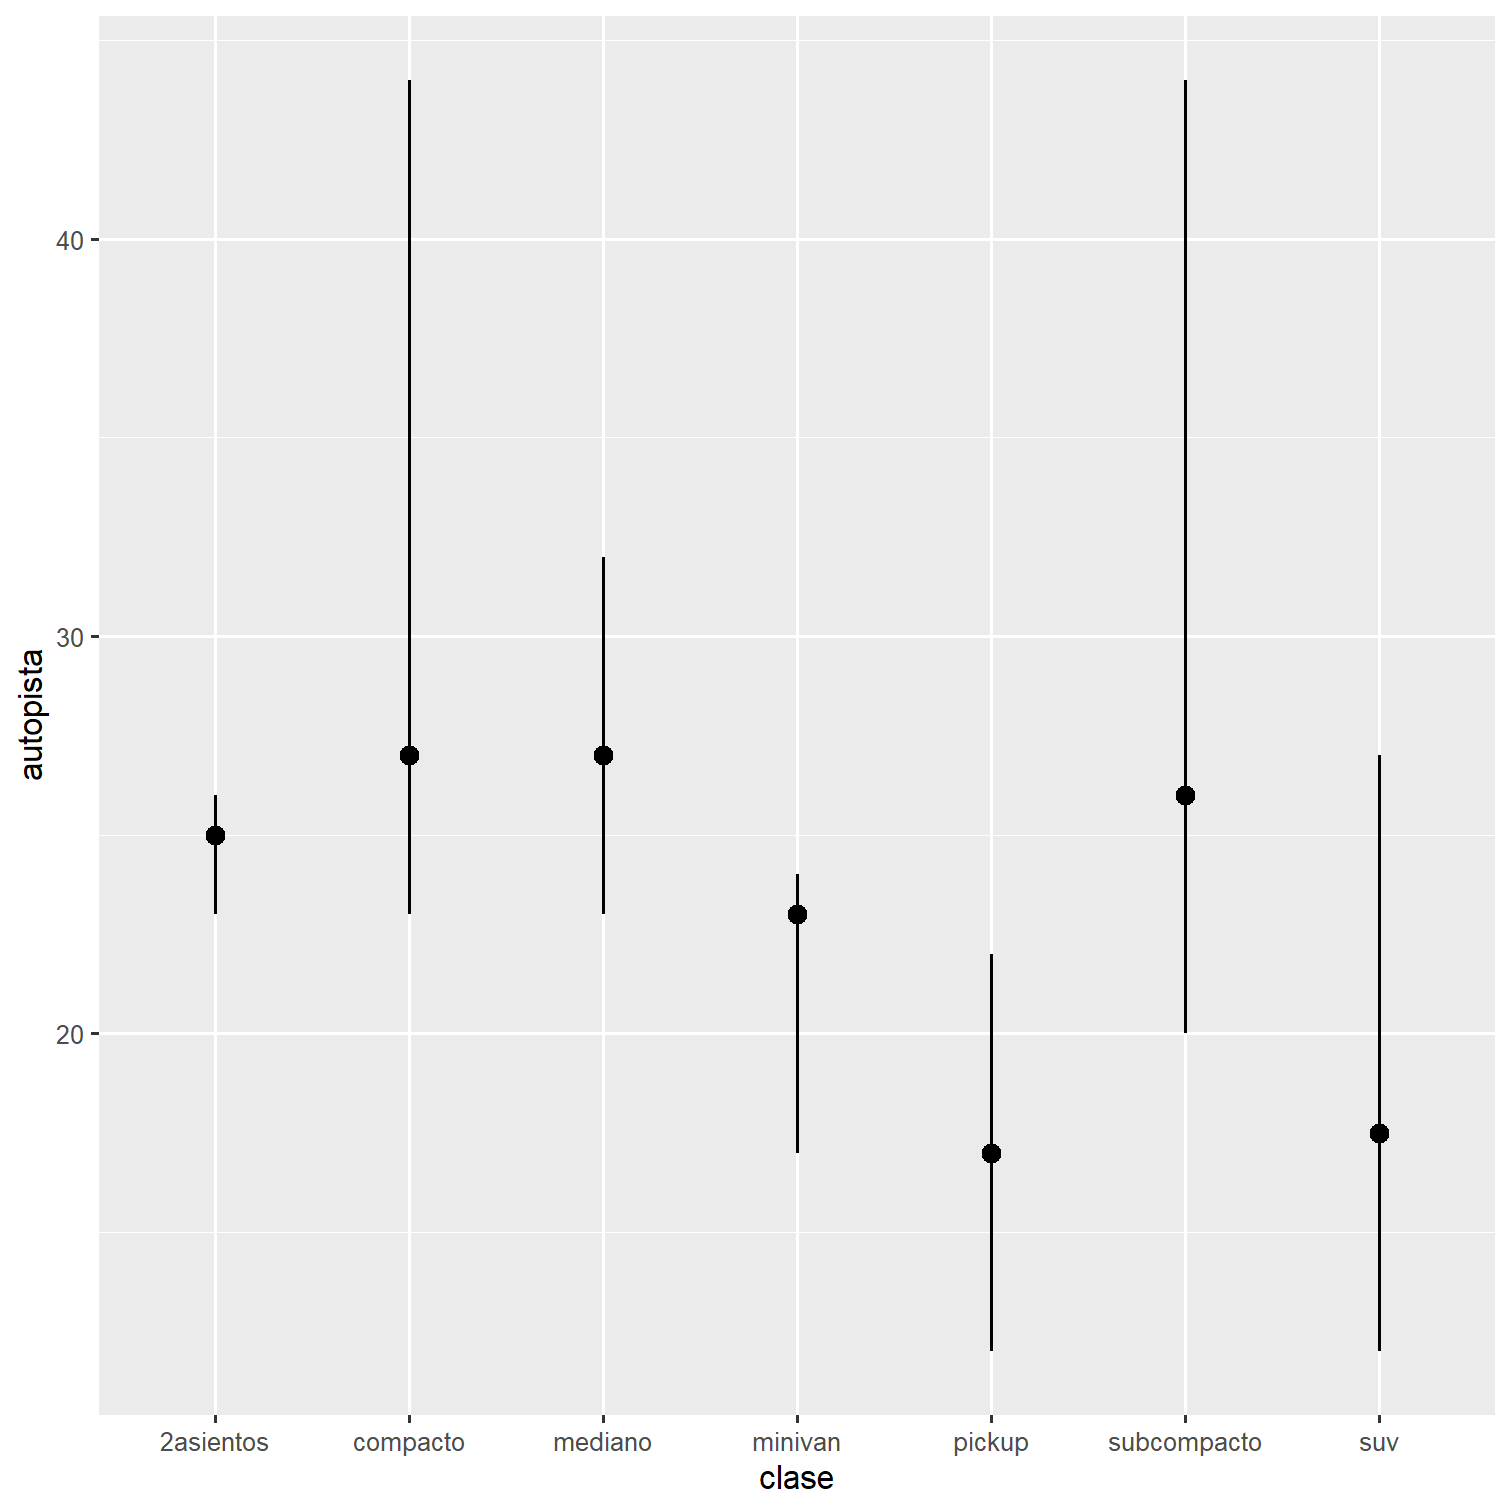 autopista
40
30
20
2asientos compacto mediano minivan pickup subcompacto suv
clase